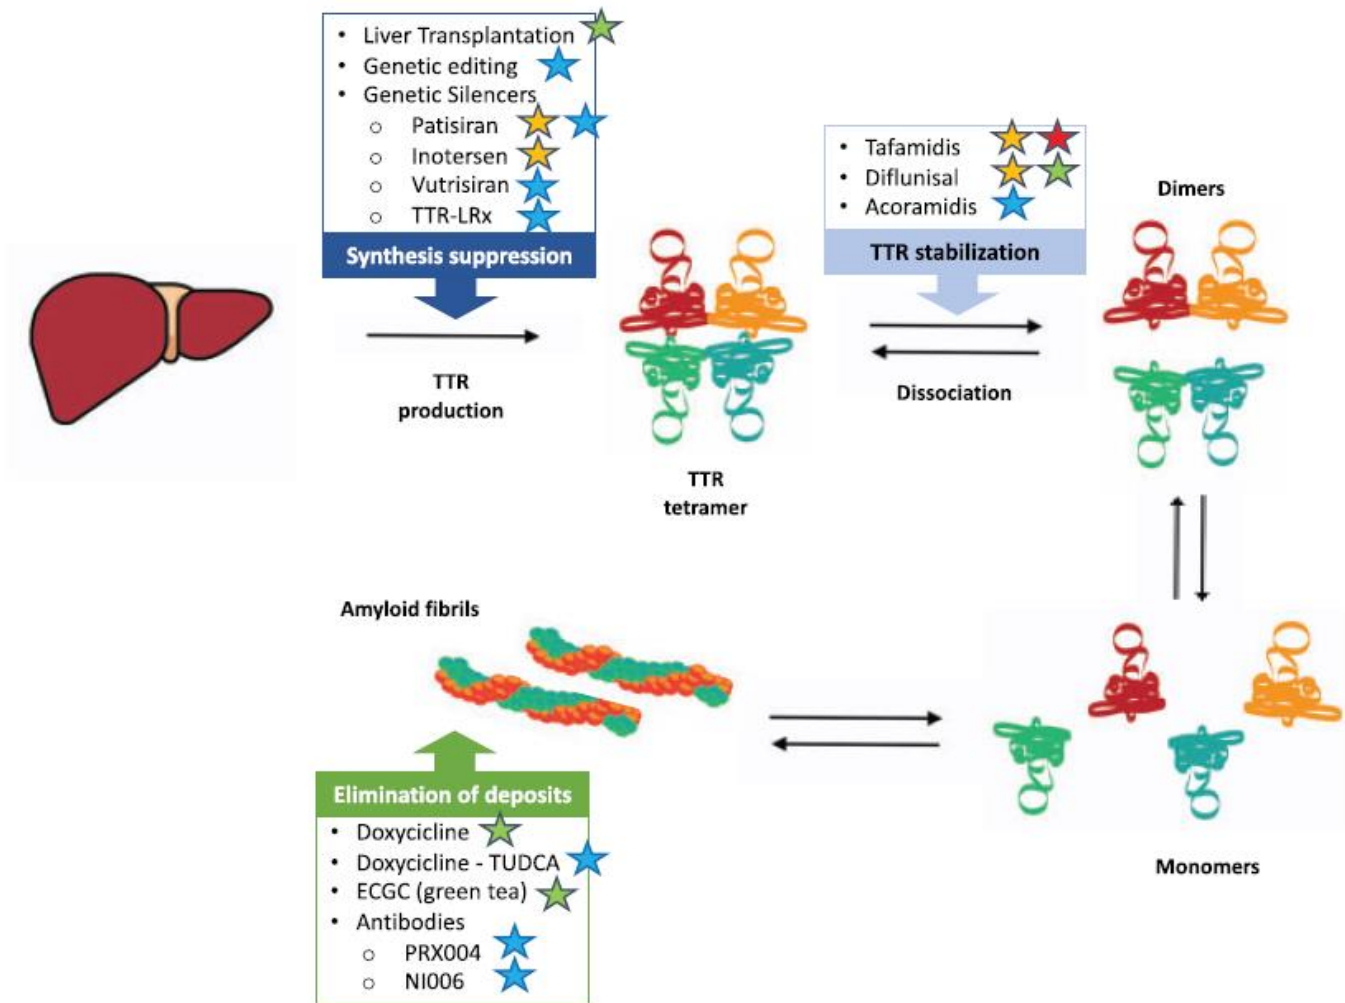 • Liver Transplantation
• Genetic editing
• Genetic Silencers
o Patisiran
o Inotersen
o Vutrisiran
o TTR-LRx
Synthesis suppression
TTR
production
TTR
tetramer
• Tafamidis
• Diflunisal
• Acoramidis
TTR stabilization
Dissociation
Dimers
Monomers
Amyloid fibrils
Elimination of deposits
• Doxycicline
• Doxycicline - TUDCA
• ECGC (green tea)
• Antibodies
o PRX004
o NI006